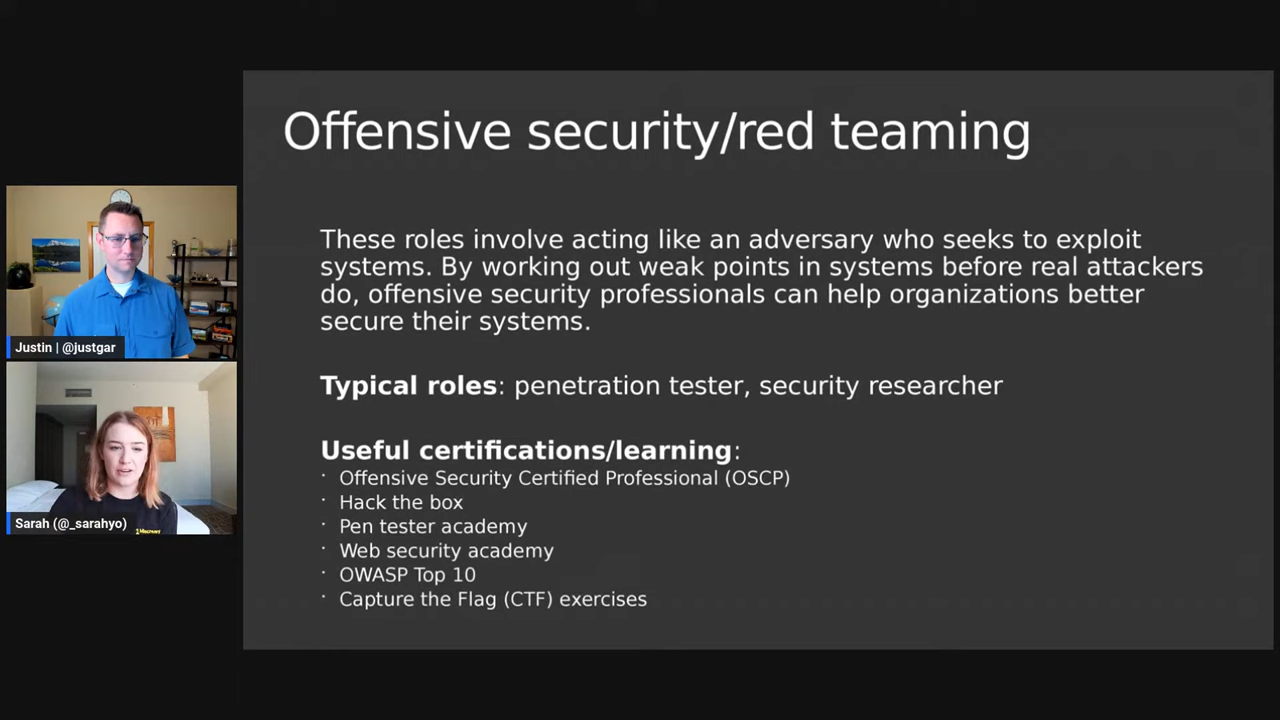 Offensive security/red teaming
These roles involve acting like an adversary who seeks to exploit
systems. By working out weak points in systems before real attackers
do, offensive security professionals can help organizations better
secure their systems.
Typical roles: penetration tester, security researcher
Useful certifications/learning:
· Offensive Security Certified Professional (OSCP)
· Hack the box
· Pen tester academy
· Web security academy
· OWASP Top 10
· Capture the Flag (CTF) exercises
Justin | @justgar
Sarah (@_sarahyo)